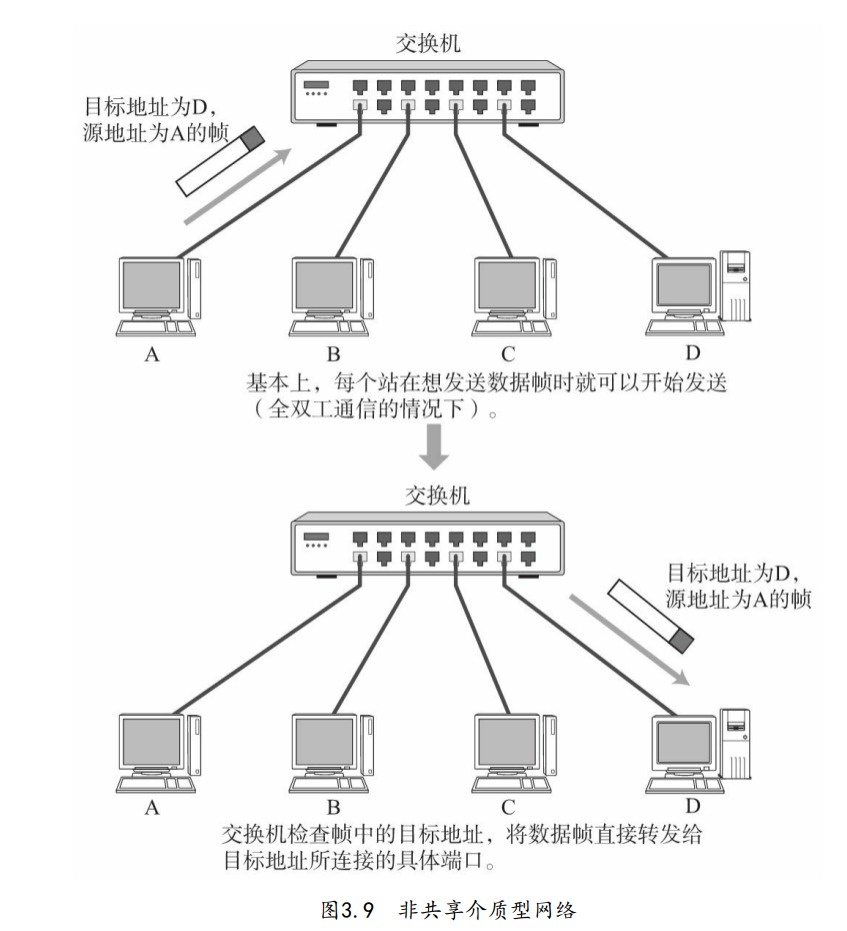 交换机
目标地址为D，
源地址为A的帧
A
B
C
D
基本上，每个站在想发送数据帧时就可以开始发送
（全双工通信的情况下）。
交换机
目标地址为D，
源地址为A的帧
A
B
C
D
交换机检查帧中的目标地址，将数据帧直接转发给
目标地址所连接的具体端口。
图3.9 非共享介质型网络